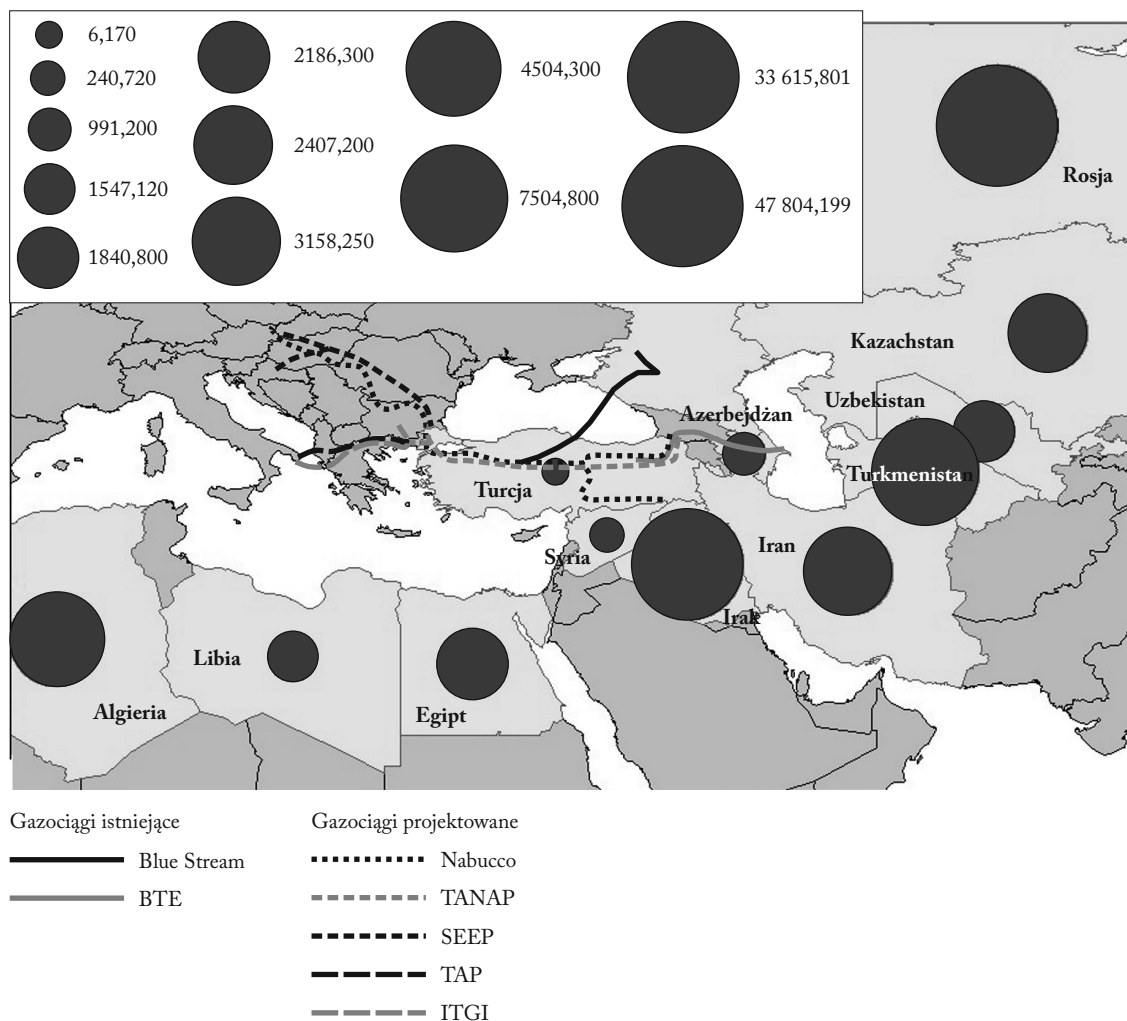 6,170
240,720
991,200
1547,120
1840,800
2186,300
2407,200
3158,250
4504,300
7504,800
33 615,801
47 804,199
Rosja
Kazachstan
Uzbekistan
Azerbejdżan
Turkmenistan
Turcja
Iran
Syria
Irak
Libia
Algieria
Egipt
Gazociągi istniejące
Blue Stream
BTE
Gazociągi projektowane
Nabucco
TANAP
SEEP
TAP
ITGI